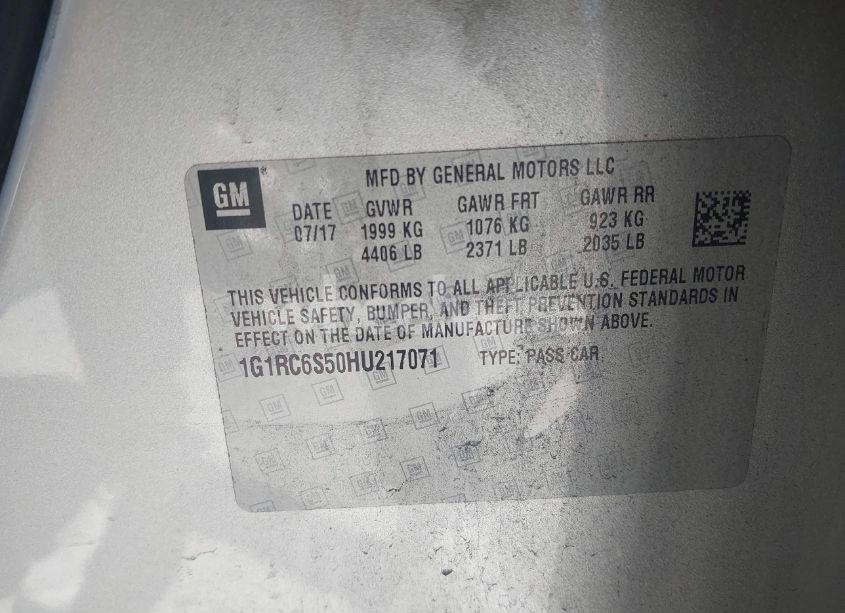 GM
MFD BY GENERAL MOTORS LLC
DATE GVWR GAWR FRT GAWR RR
07/17 1999 KG 1076 KG 923 KG
4406 LB 2371 LB 2035 LB
THIS VEHICLE CONFORMS TO ALL APPLICABLE U.S. FEDERAL MOTOR
VEHICLE SAFETY, BUMPER, AND THEFT PREVENTION STANDARDS IN
EFFECT ON THE DATE OF MANUFACTURE SHOWN ABOVE.
1G1RC6S50HU217071 TYPE: PASS CAR